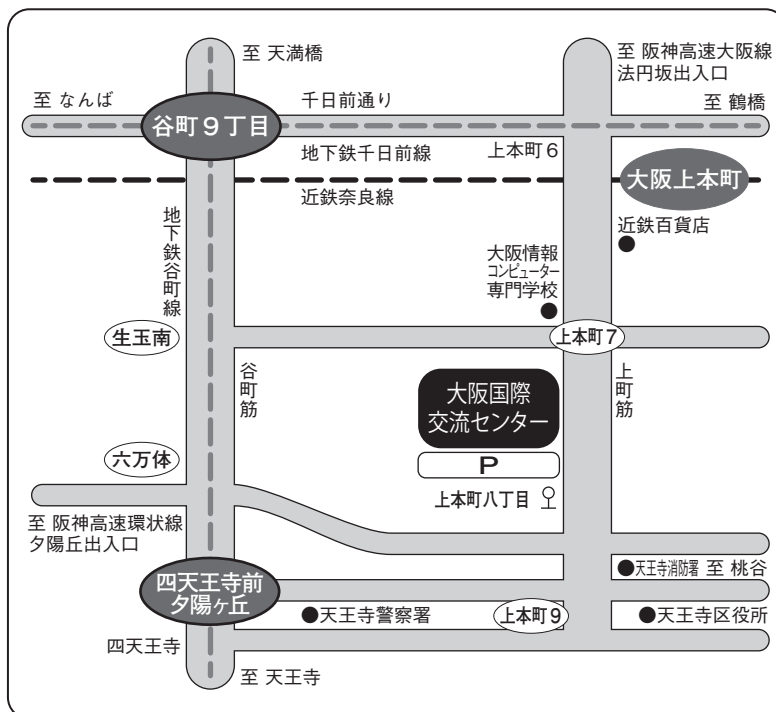 至 天満橋
至 阪神高速大阪線
法円坂出入口
至 なんば
千日前通り
至 鶴橋
谷町9丁目
地下鉄千日前線
上本町6
大阪上本町
近鉄奈良線
近鉄百貨店
地下鉄谷町線
大阪情報
コンピューター
専門学校
生玉南
上本町7
谷町筋
上町筋
大阪国際
交流センター
六万体
P
上本町八丁目
至 阪神高速環状線
夕陽丘出入口
天王寺消防署
至 桃谷
四天王寺前
夕陽ヶ丘
天王寺警察署
上本町9
天王寺区役所
四天王寺
至 天王寺